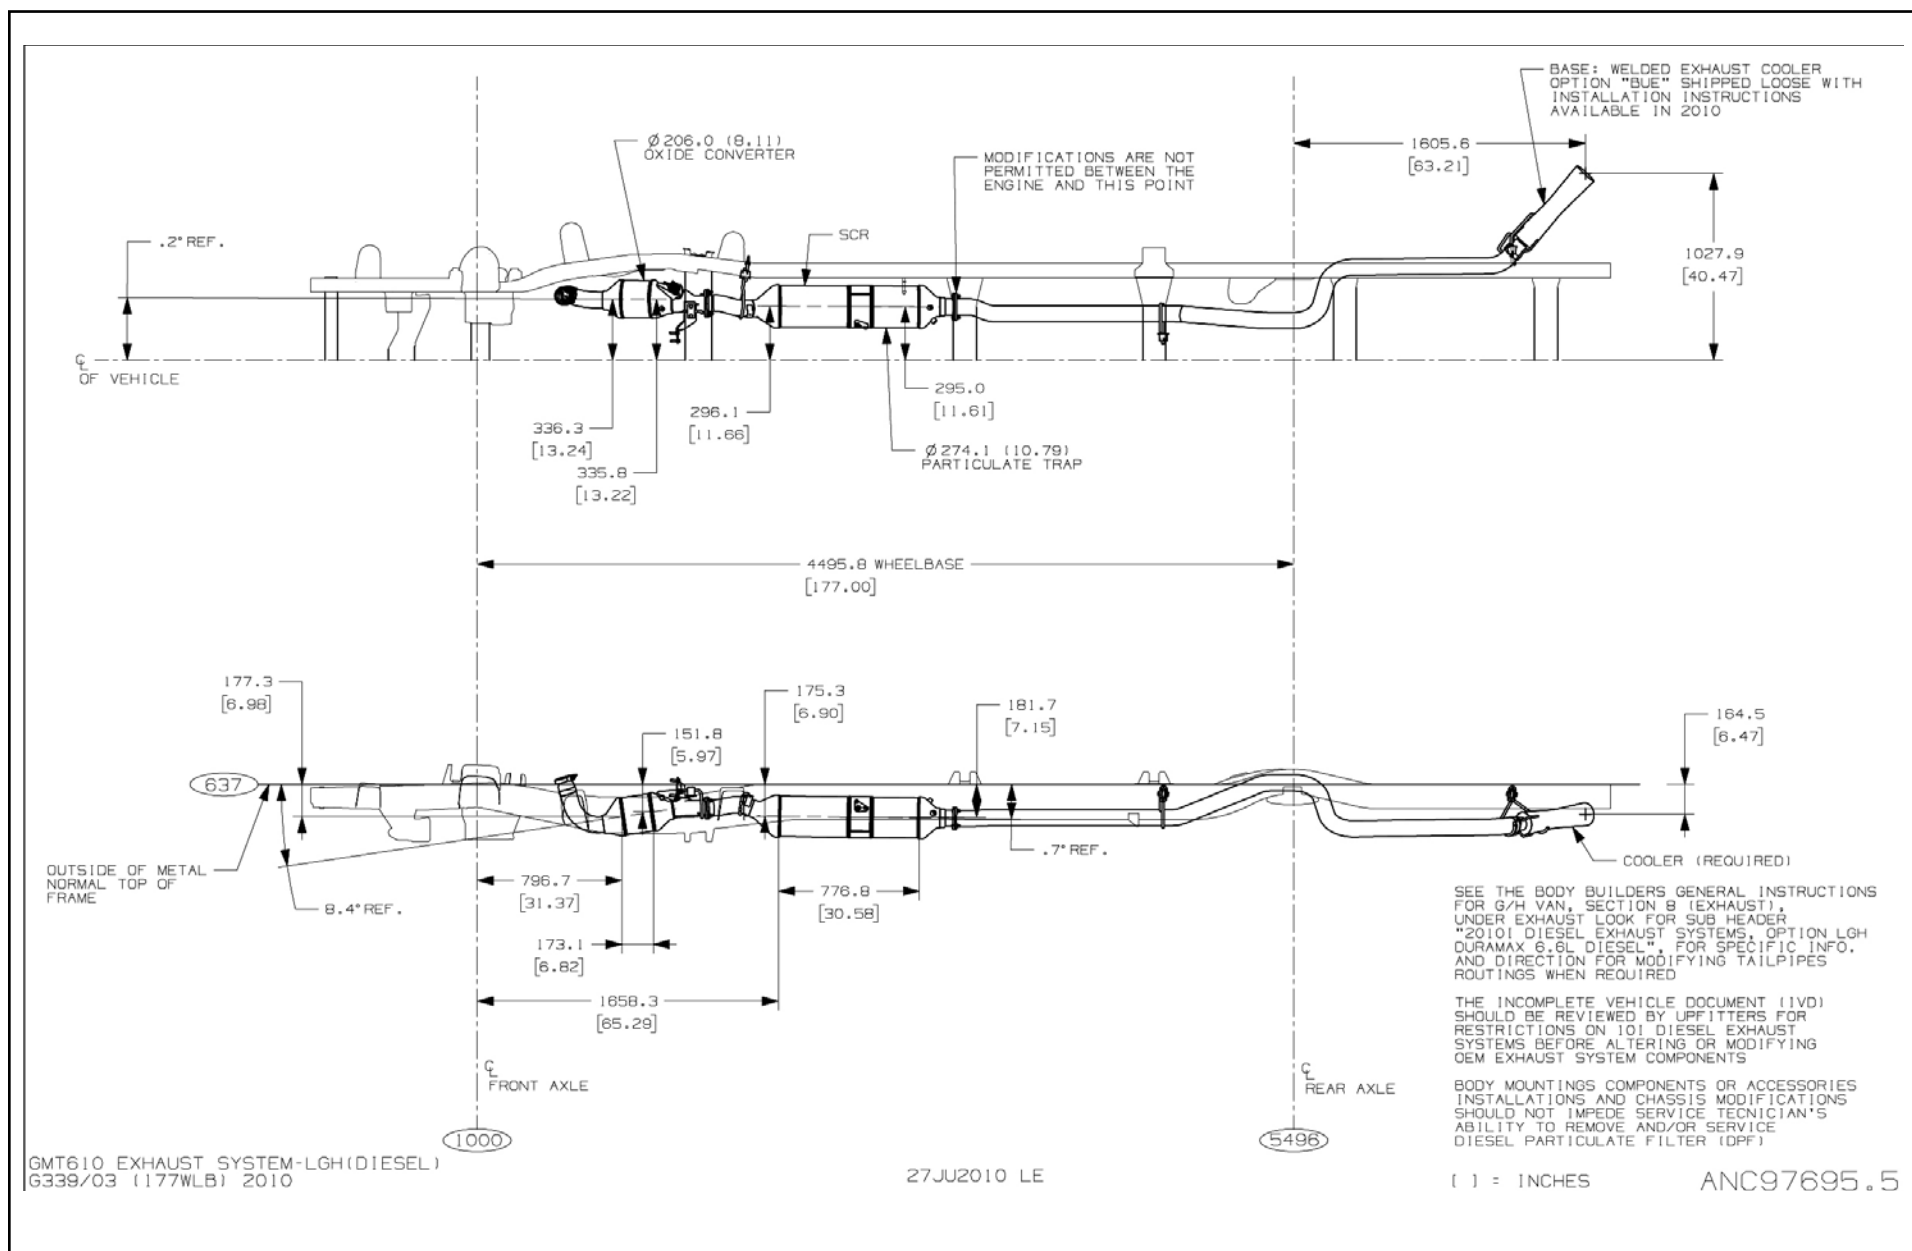 BASE: WELDED EXHAUST COOLER
OPTION "BUE" SHIPPED LOOSE WITH
INSTALLATION INSTRUCTIONS
AVAILABLE IN 2010
Ø206.0 (8.11)
OXIDE CONVERTER
MODIFICATIONS ARE NOT
PERMITTED BETWEEN THE
ENGINE AND THIS POINT
1605.6
[63.21]
.2° REF.
SCR
1027.9
[40.47]
℄
OF VEHICLE
295.0
[11.61]
296.1
[11.66]
336.3
[13.24]
Ø274.1 (10.79)
PARTICULATE TRAP
335.8
[13.22]
4495.8 WHEELBASE
[177.00]
177.3
[6.98]
175.3
[6.90]
181.7
[7.15]
164.5
[6.47]
151.8
[5.97]
637
.7° REF.
OUTSIDE OF METAL
NORMAL TOP OF
FRAME
COOLER (REQUIRED)
8.4° REF.
796.7
[31.37]
776.8
[30.58]
173.1
[6.82]
1658.3
[65.29]
SEE THE BODY BUILDERS GENERAL INSTRUCTIONS
FOR G/H VAN, SECTION 8 (EXHAUST),
UNDER EXHAUST LOOK FOR SUB HEADER
"2010I DIESEL EXHAUST SYSTEMS, OPTION LGH
DURAMAX 6.6L DIESEL", FOR SPECIFIC INFO.
AND DIRECTION FOR MODIFYING TAILPIPES
ROUTINGS WHEN REQUIRED
THE INCOMPLETE VEHICLE DOCUMENT (IVD)
SHOULD BE REVIEWED BY UPFITTERS FOR
RESTRICTIONS ON 10I DIESEL EXHAUST
SYSTEMS BEFORE ALTERING OR MODIFYING
OEM EXHAUST SYSTEM COMPONENTS
BODY MOUNTINGS COMPONENTS OR ACCESSORIES
INSTALLATIONS AND CHASSIS MODIFICATIONS
SHOULD NOT IMPEDE SERVICE TECNICIAN'S
ABILITY TO REMOVE AND/OR SERVICE
DIESEL PARTICULATE FILTER (DPF)
℄
FRONT AXLE
℄
REAR AXLE
1000
5496
GMT610 EXHAUST SYSTEM-LGH(DIESEL)
G339/03 (177WLB) 2010
27JU2010 LE
[ ] = INCHES
ANC97695.5